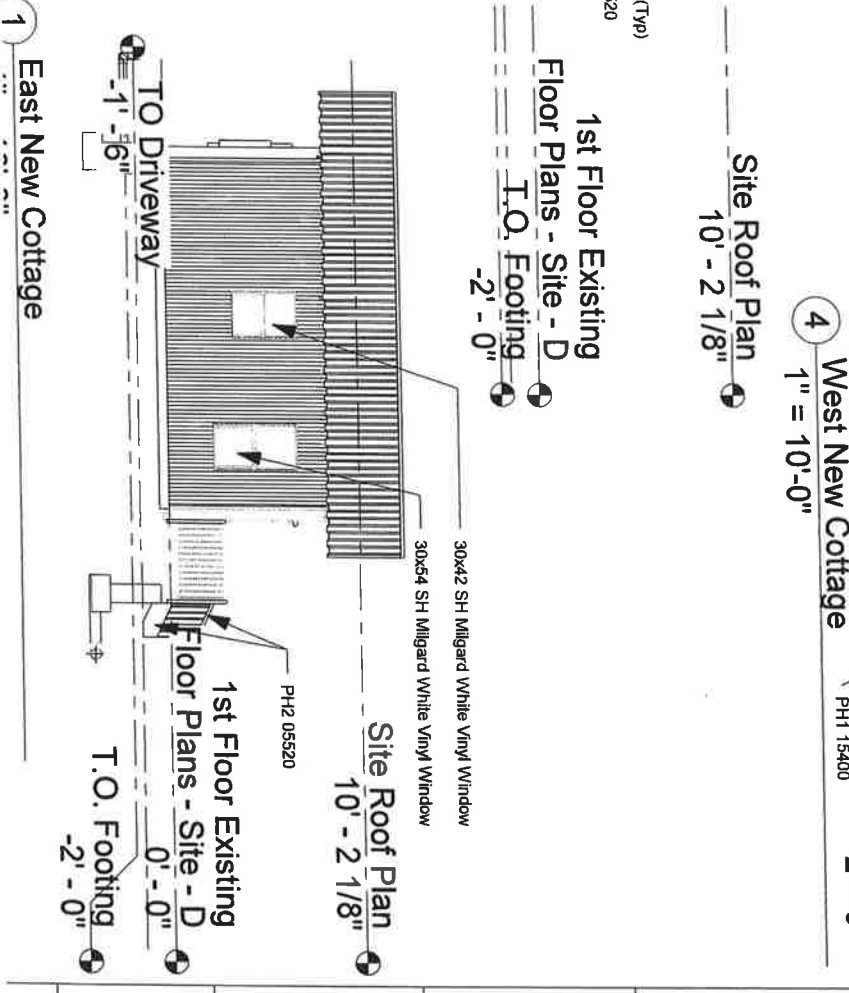 4
West New Cottage
1" = 10'-0"
PH1 15400
Site Roof Plan
10' - 2 1/8"
(Typ)
1st Floor Existing
Floor Plans - Site - D
T.O. Footing
-2' - 0"
30x42 SH Milgard White Vinyl Window
30x54 SH Milgard White Vinyl Window
PH2 05520
Site Roof Plan
10' - 2 1/8"
1st Floor Existing
Floor Plans - Site - D
0' - 0"
T.O. Footing
-2' - 0"
TO Driveway
-1' - 6"
1
East New Cottage